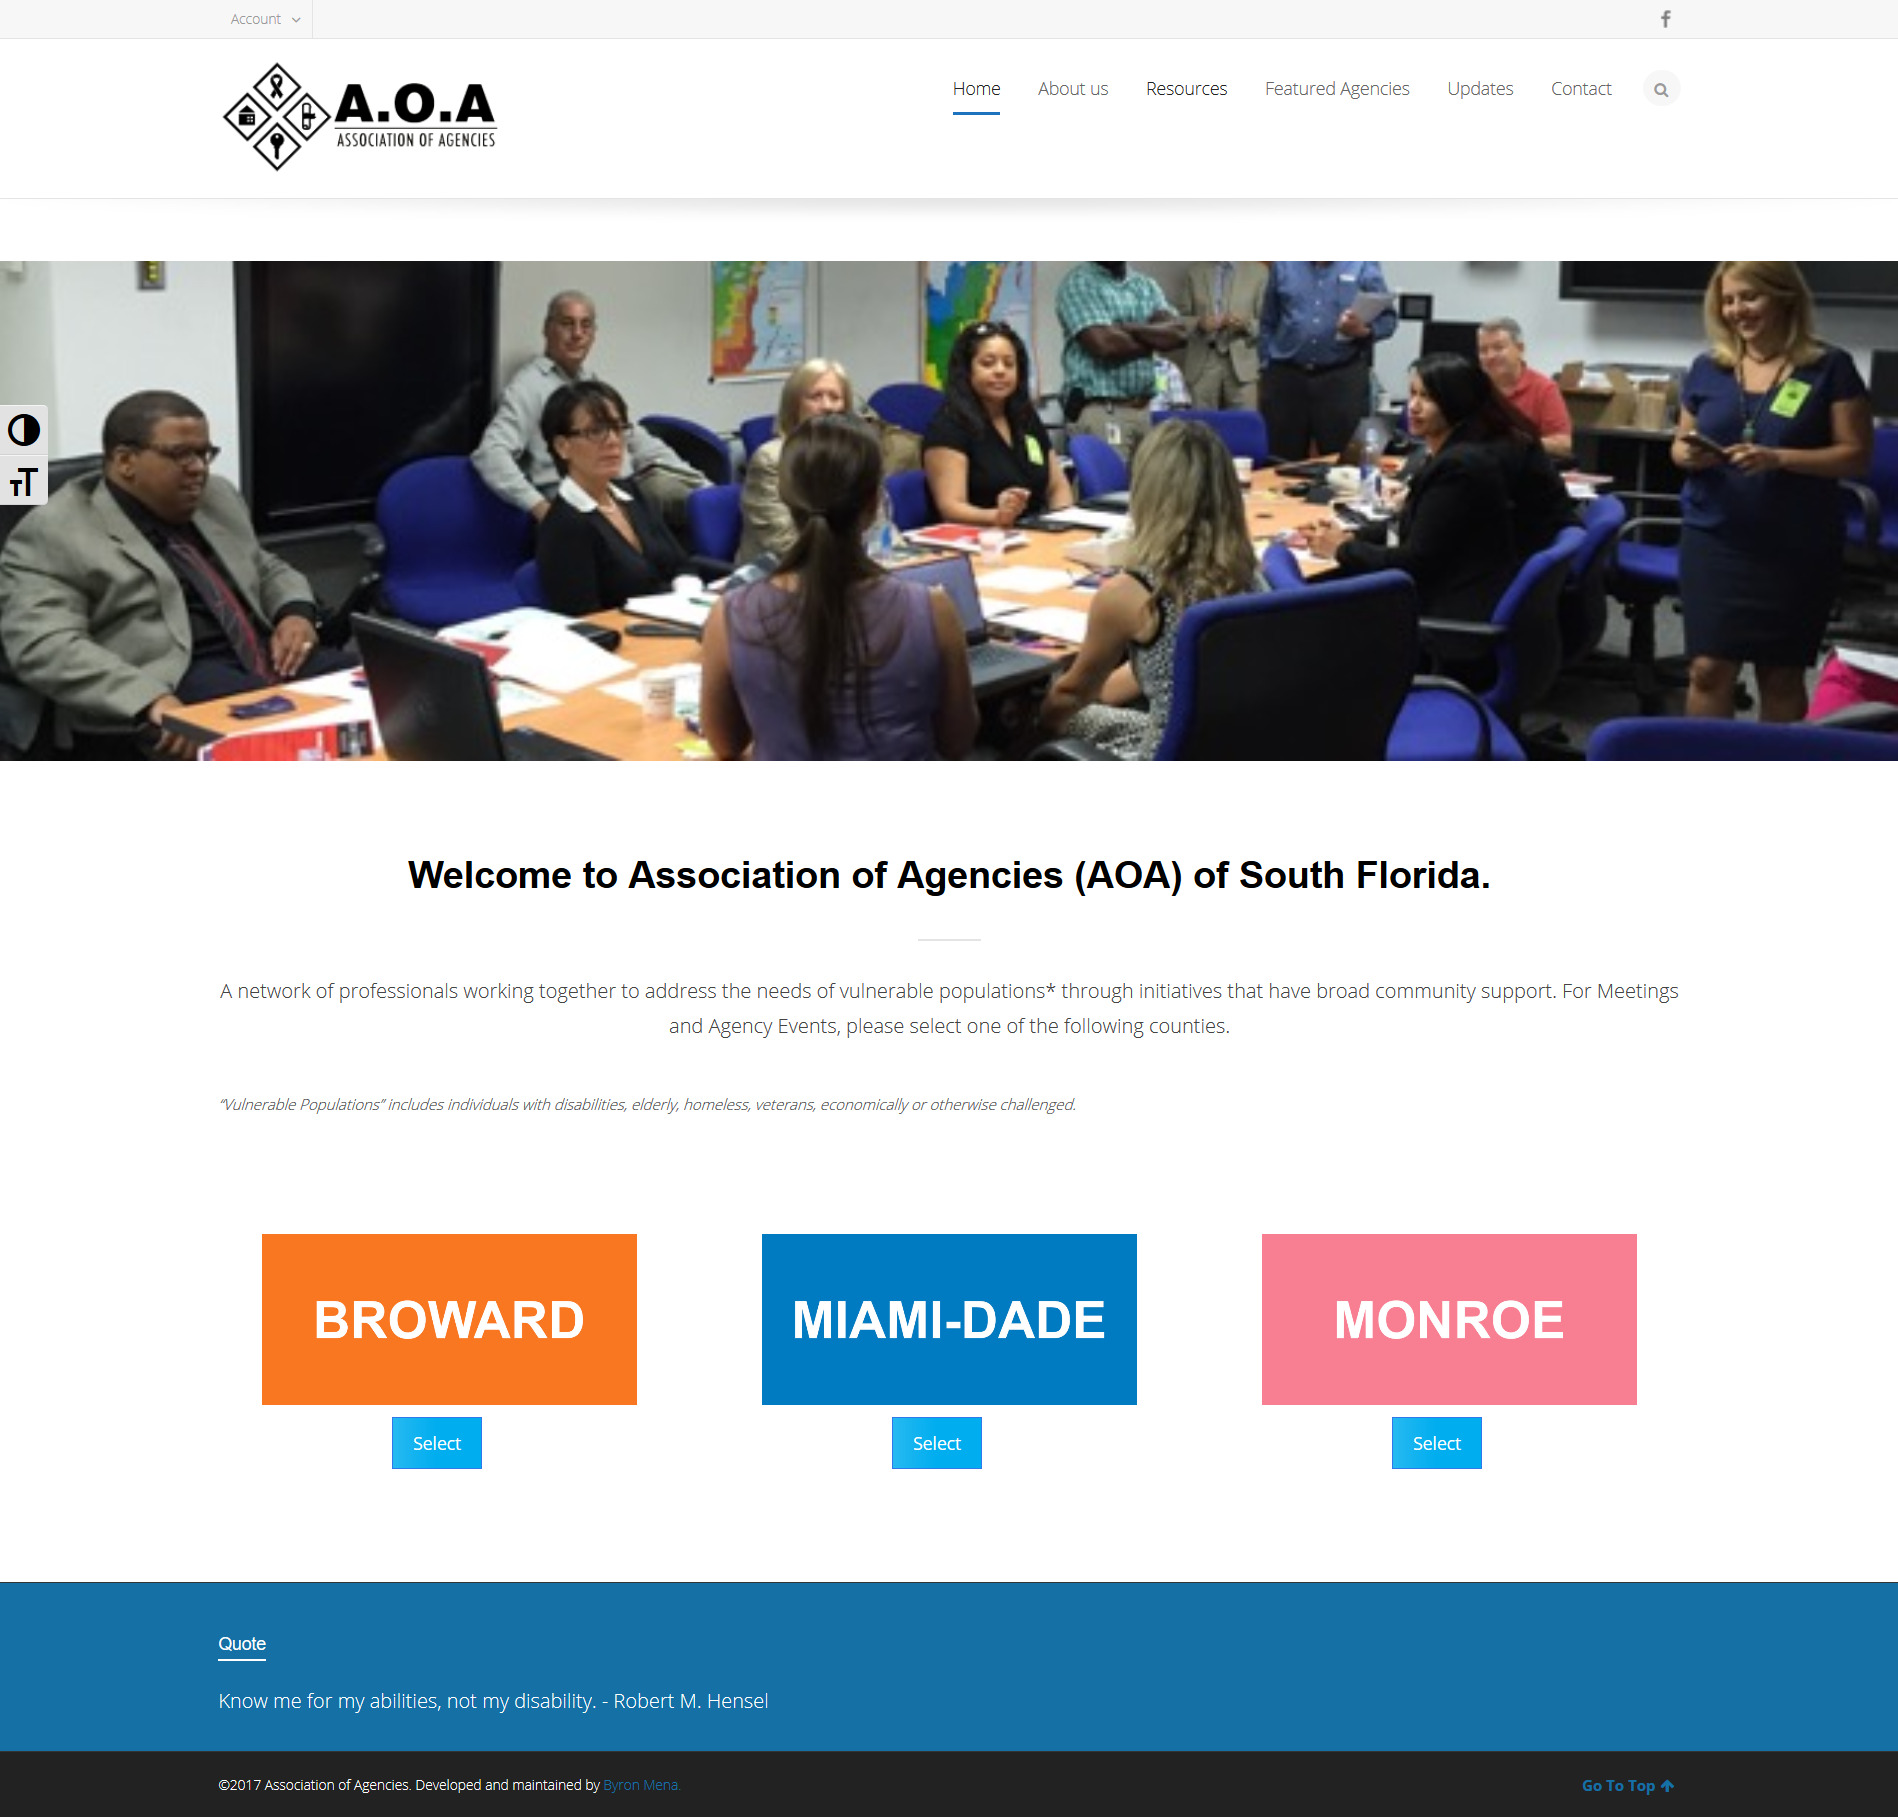 Account
A.O.A
ASSOCIATION OF AGENCIES
Home
About us
Resources
Featured Agencies
Updates
Contact
TT
Welcome to Association of Agencies (AOA) of South Florida.
A network of professionals working together to address the needs of vulnerable populations* through initiatives that have broad community support. For Meetings
and Agency Events, please select one of the following counties.
“Vulnerable Populations” includes individuals with disabilities, elderly, homeless, veterans, economically or otherwise challenged.
BROWARD
MIAMI-DADE
MONROE
Select
Select
Select
Quote
Know me for my abilities, not my disability. - Robert M. Hensel
©2017 Association of Agencies. Developed and maintained by Byron Mena.
Go To Top